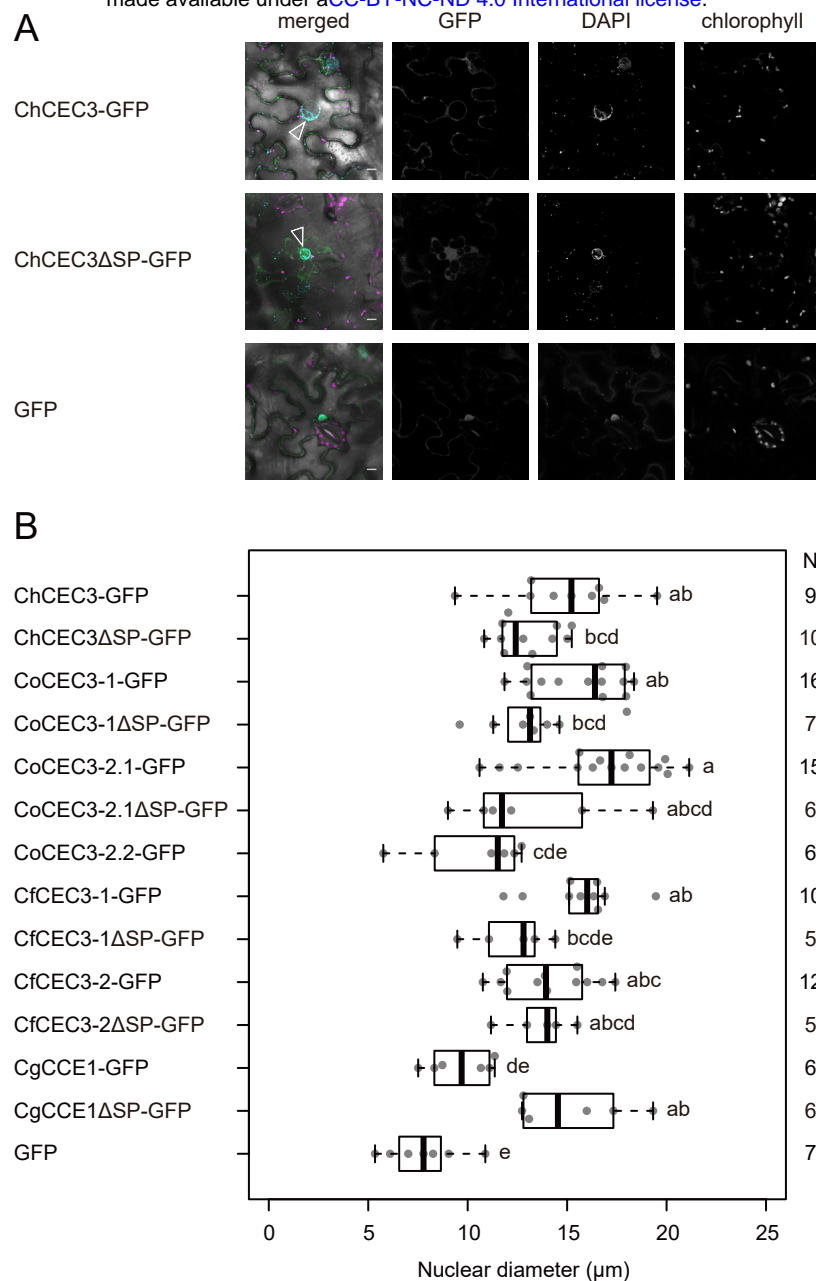 made available under aCC-BY-NC-ND 4.0 International license.
A
merged GFP DAPI chlorophyll
ChCEC3-GFP
ChCEC3ΔSP-GFP
GFP
B
N
ChCEC3-GFP ab 9
ChCEC3ΔSP-GFP bcd 10
CoCEC3-1-GFP ab 16
CoCEC3-1ΔSP-GFP bcd 7
CoCEC3-2.1-GFP a 15
CoCEC3-2.1ΔSP-GFP abcd 6
CoCEC3-2.2-GFP cde 6
CfCEC3-1-GFP ab 10
CfCEC3-1ΔSP-GFP bcde 5
CfCEC3-2-GFP abc 12
CfCEC3-2ΔSP-GFP abcd 5
CgCCE1-GFP de 6
CgCCE1ΔSP-GFP ab 6
GFP e 7
0 5 10 15 20 25
Nuclear diameter (μm)